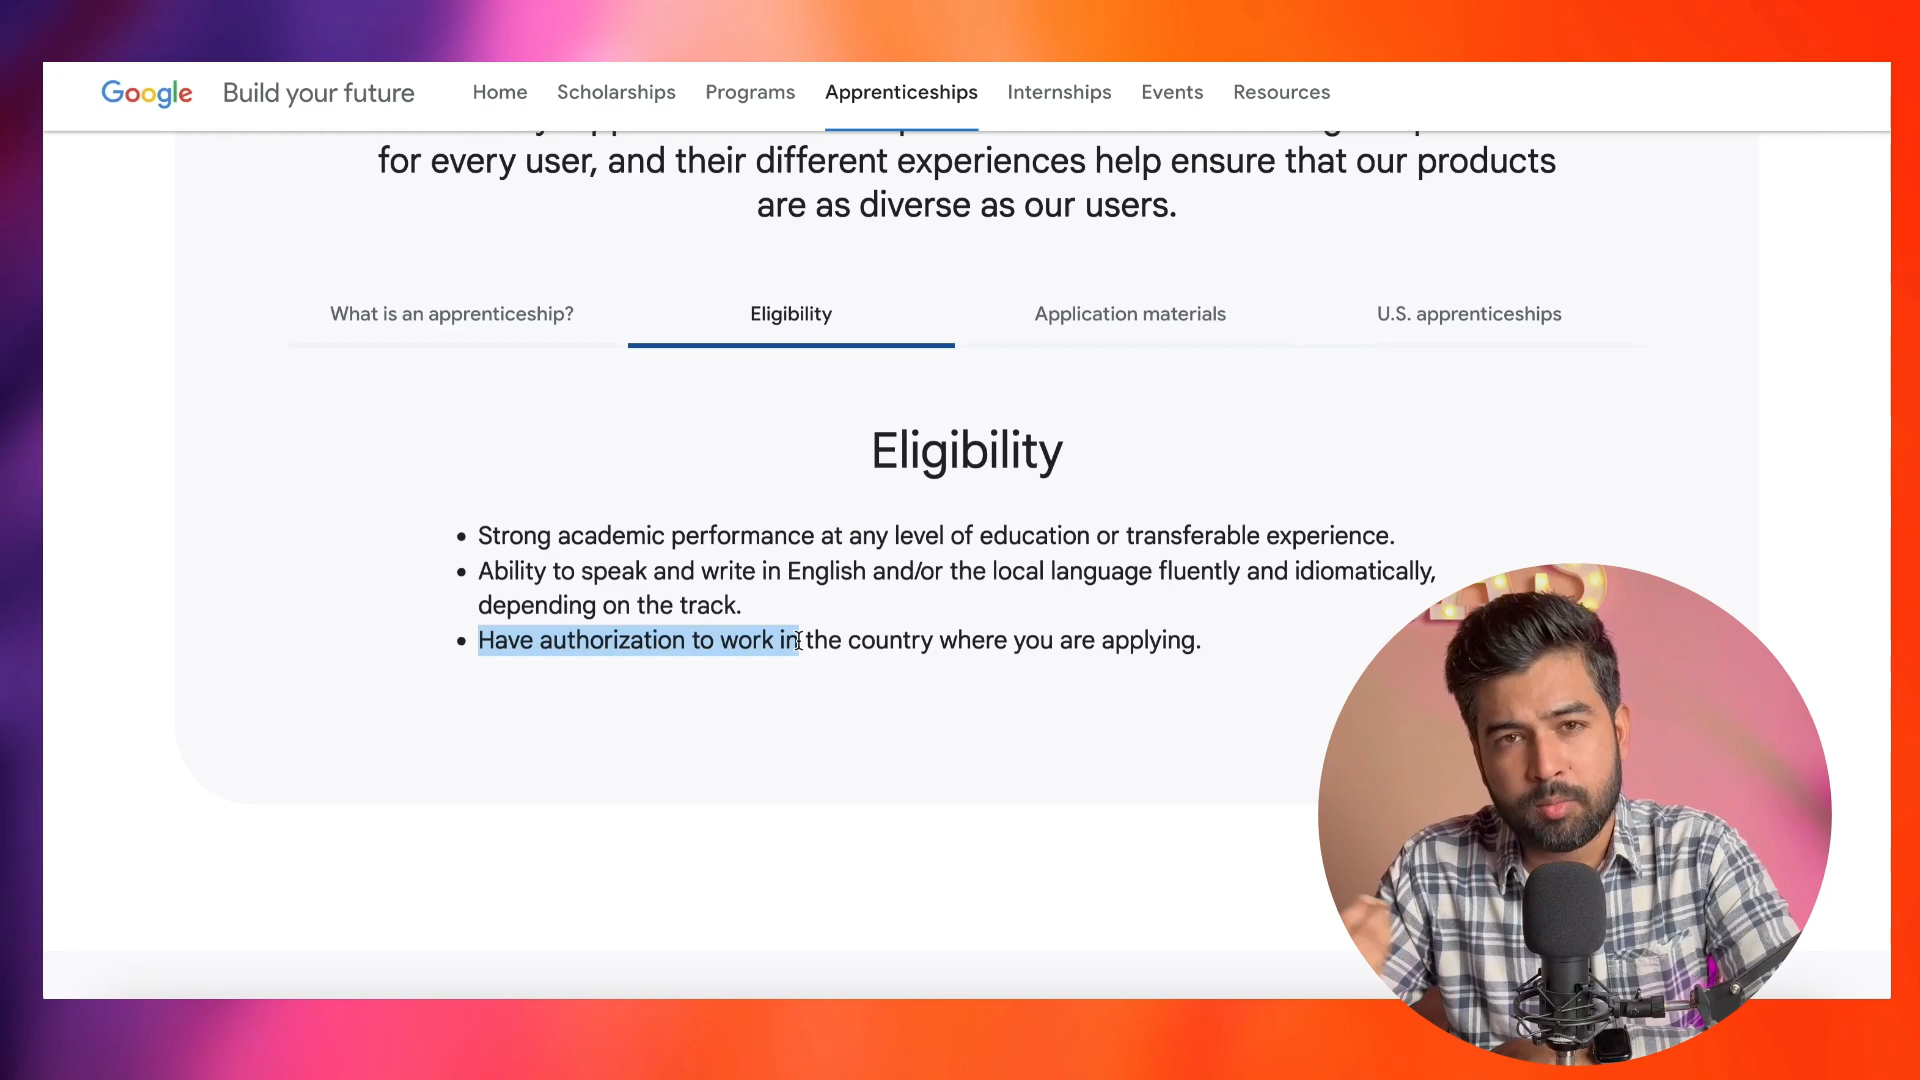 Google Build your future Home Scholarships Programs Apprenticeships Internships Events Resources
for every user, and their different experiences help ensure that our products
are as diverse as our users.
What is an apprenticeship? Eligibility Application materials U.S. apprenticeships
Eligibility
• Strong academic performance at any level of education or transferable experience.
• Ability to speak and write in English and/or the local language fluently and idiomatically,
depending on the track.
• Have authorization to work in the country where you are applying.